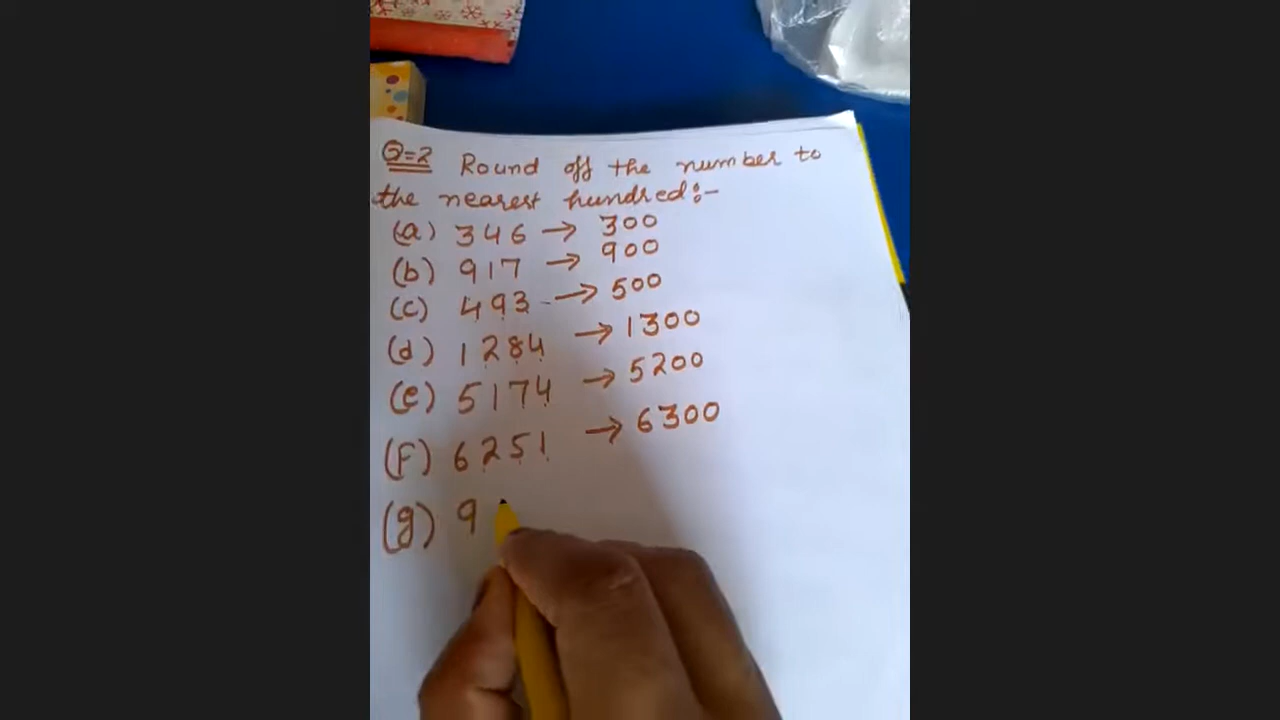 Q=2 Round off the number to
the nearest hundred:-
(a) 346 → 300
(b) 917 → 900
(c) 493 → 500
(d) 1284 → 1300
(e) 5174 → 5200
(F) 6251 → 6300
(g) 9